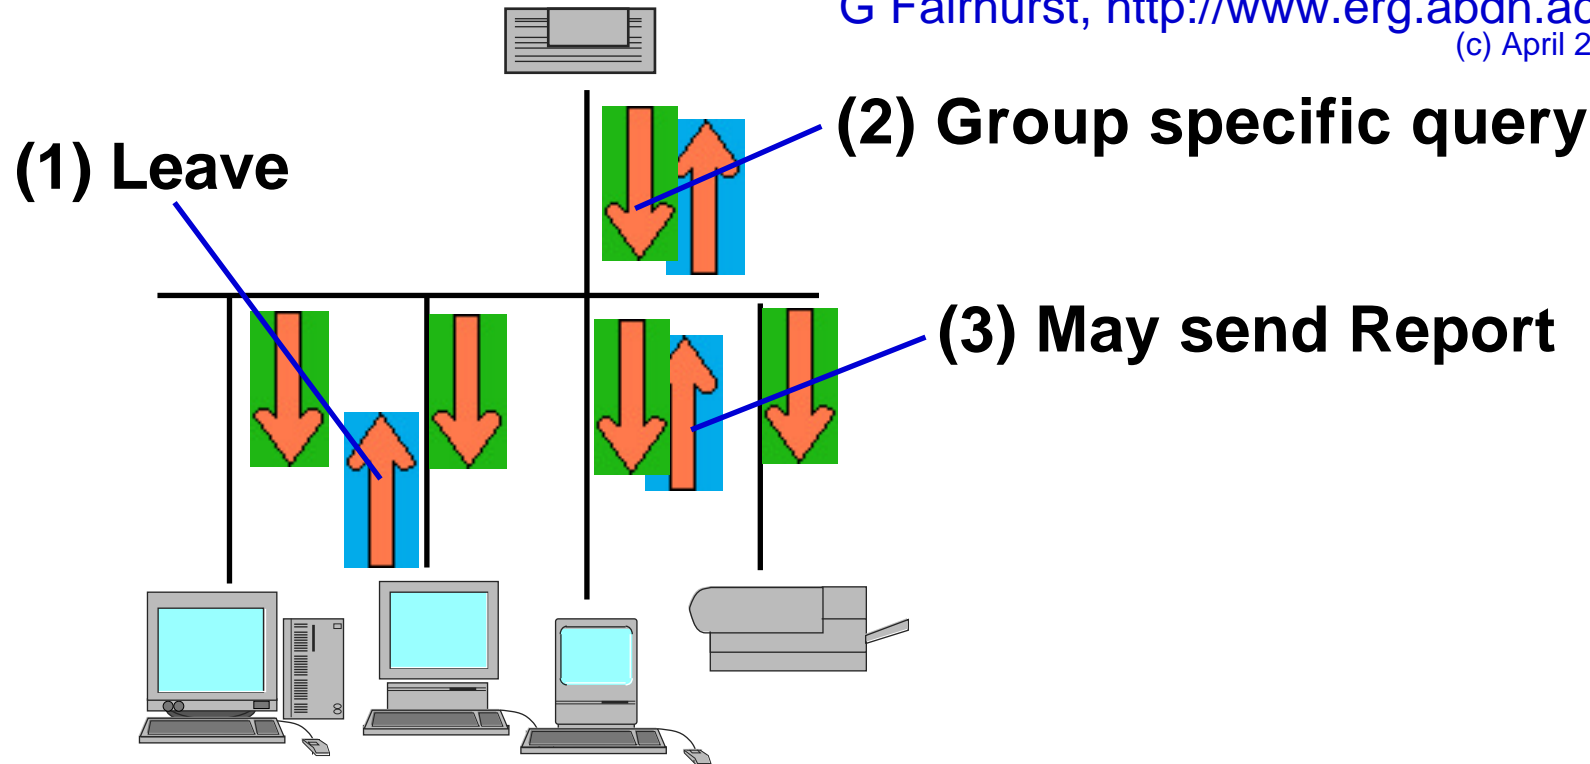 G Fairhurst, http://www.erg.abdn.ac
(c) April 2
(2) Group specific query
(1) Leave
(3) May send Report